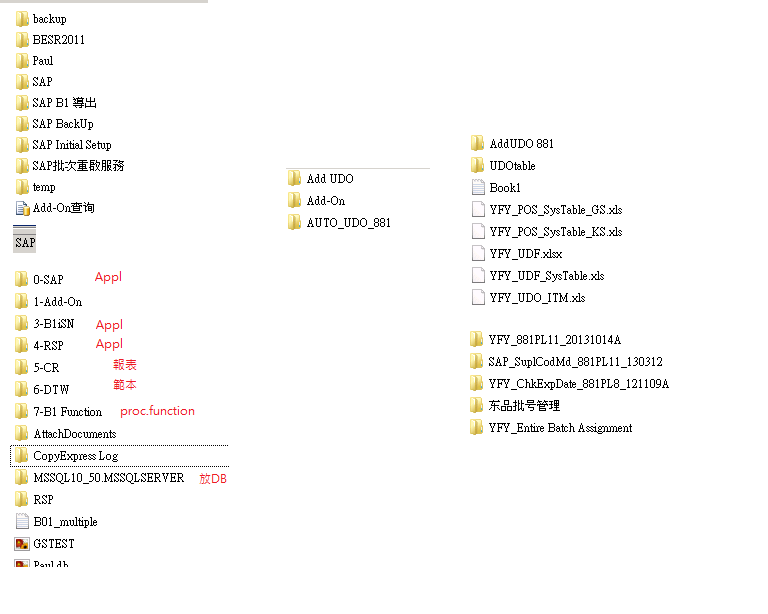 backup
BESR2011
Paul
SAP
SAP B1 導出
SAP BackUp
SAP Initial Setup
SAP批次重啟服務
temp
Add-On查询
SAP
0-SAP Appl
1-Add-On
3-B1iSN Appl
4-RSP Appl
5-CR 報表
6-DTW 範本
7-B1 Function proc.function
AttachDocuments
CopyExpress Log
MSSQL10_50.MSSQLSERVER 放DB
RSP
B01_multiple
GSTEST
Paul.db
Add UDO
Add-On
AUTO_UDO_881
AddUDO 881
UDOtable
Book1
YFY_POS_SysTable_GS.xls
YFY_POS_SysTable_KS.xls
YFY_UDF.xlsx
YFY_UDF_SysTable.xls
YFY_UDO_ITM.xls
YFY_881PL11_20131014A
SAP_SuplCodMd_881PL11_130312
YFY_ChkExpDate_881PL8_121109A
东品批号管理
YFY_Entire Batch Assignment